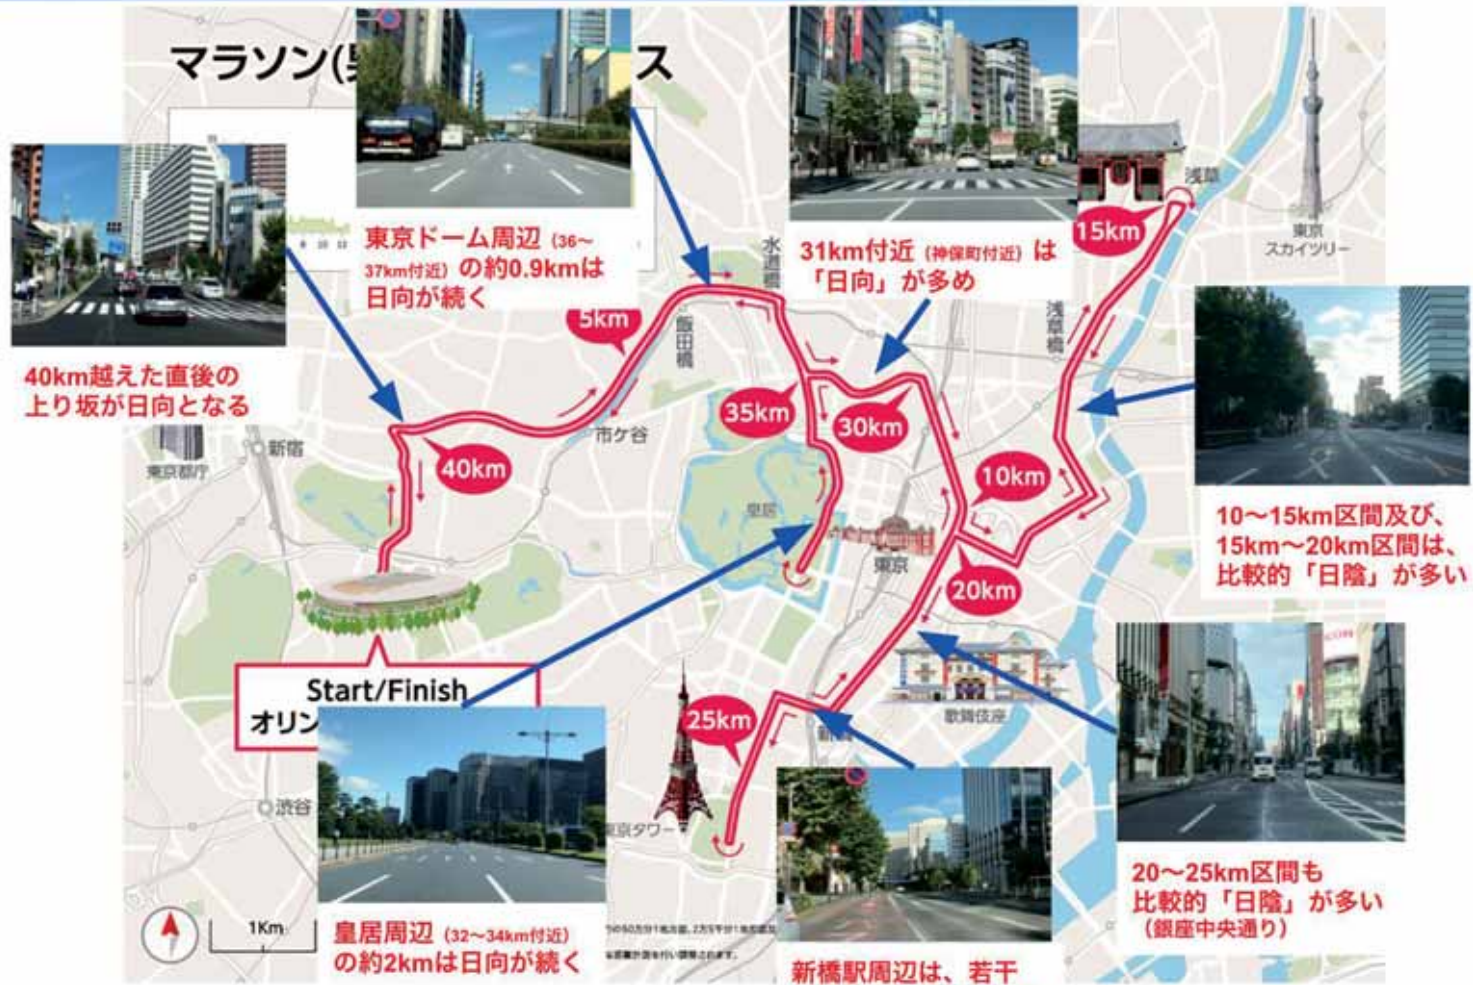 マラソン(
ス
8 10 12
東京ドーム周辺（36〜
37km付近）の約0.9kmは
日向が続く
31km付近（神保町付近）は
「日向」が多め
浅草
15km
東京
スカイツリー
水道橋
5km
飯田橋
浅草橋
40km越えた直後の
上り坂が日向となる
35km
30km
市ケ谷
新宿
東京都庁
40km
10km
皇居
東京
20km
10〜15km区間及び、
15km〜20km区間は、
比較的「日陰」が多い
Start/Finish
オリン
25km
歌舞伎座
渋谷
東京タワー
20〜25km区間も
比較的「日陰」が多い
（銀座中央通り）
1Km
皇居周辺（32〜34km付近）
の約2kmは日向が続く
新橋駅周辺は、若干